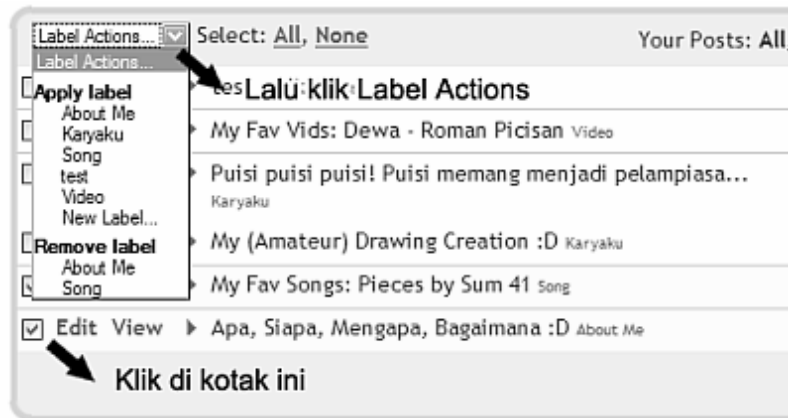 Label Actions... Select: All, None Your Posts: All,
Label Actions...
tes Lalu klik Label Actions
Apply label
About Me
Karyaku
Song
test
Video
New Label...
Remove label
About Me
Song
My Fav Vids: Dewa - Roman Picisan Video
Puisi puisi puisi! Puisi memang menjadi pelampiasa...
Karyaku
My (Amateur) Drawing Creation :D Karyaku
My Fav Songs: Pieces by Sum 41 Song
Edit View Apa, Siapa, Mengapa, Bagaimana :D About Me
Klik di kotak ini